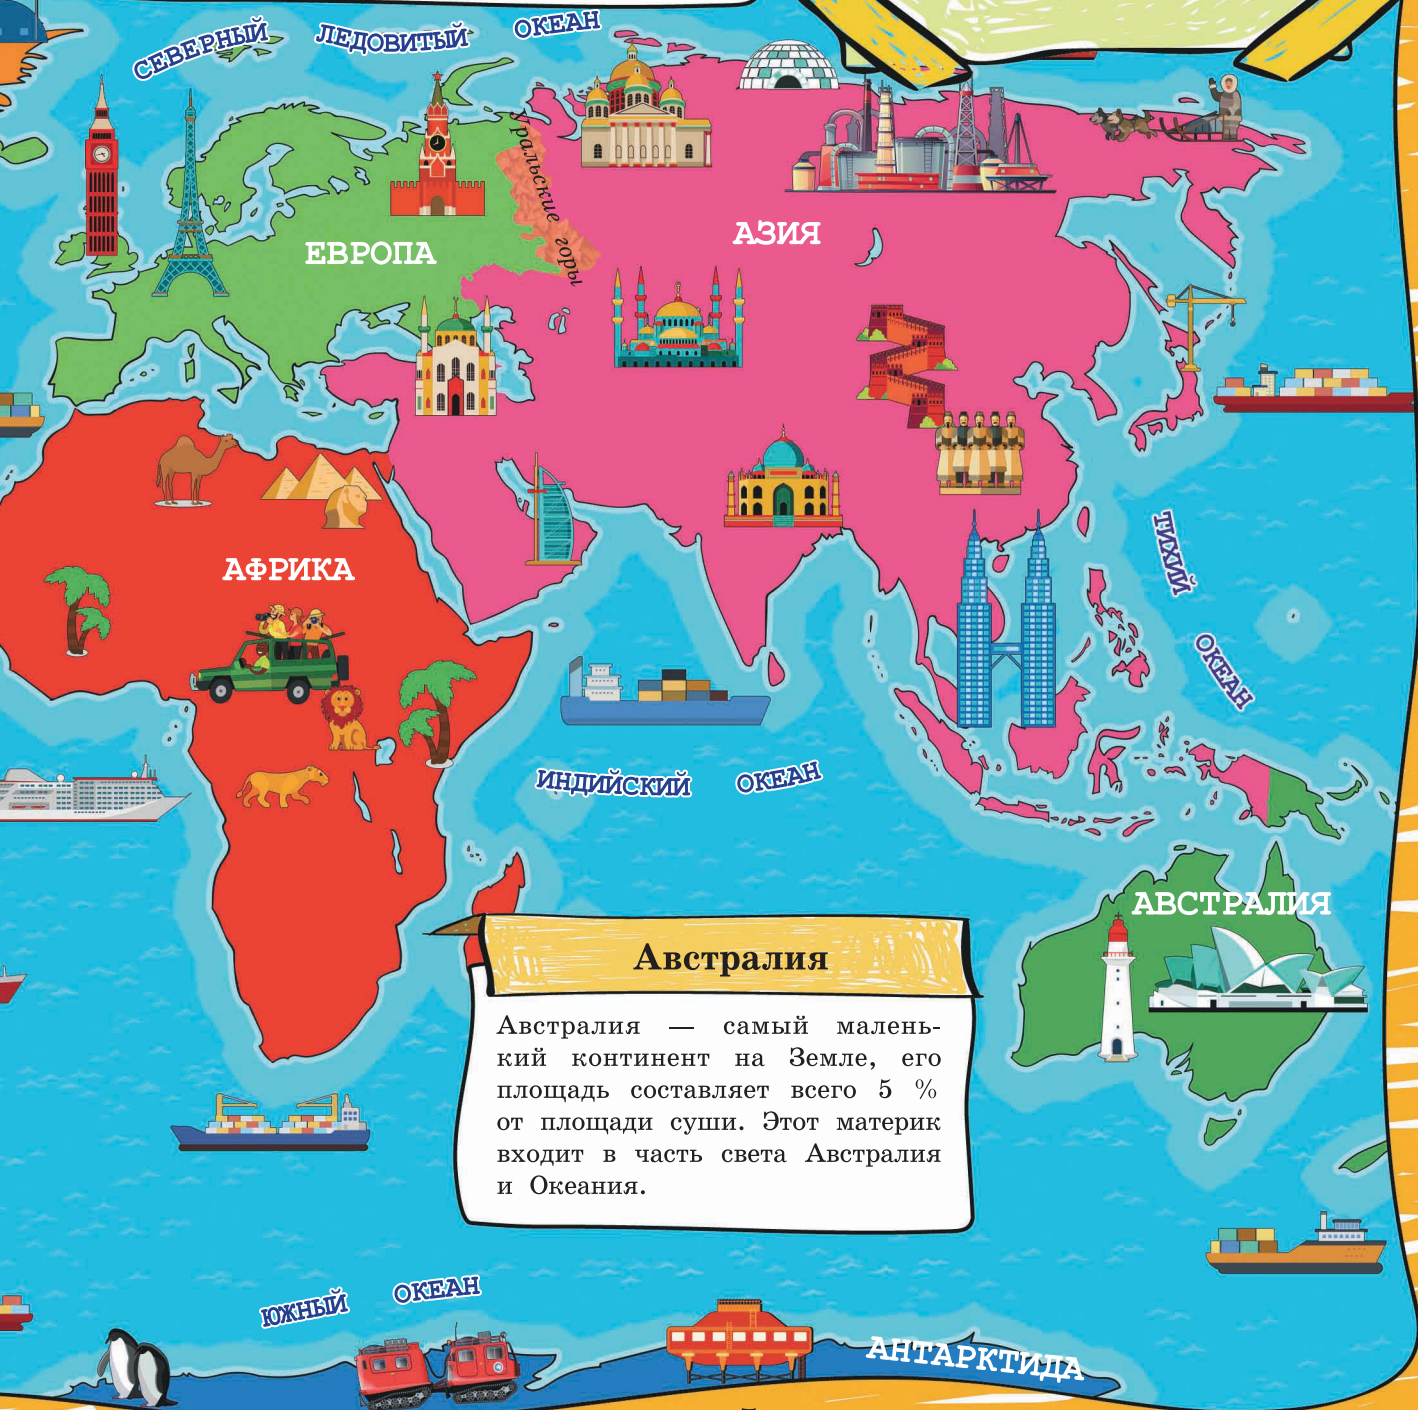 СЕВЕРНЫЙ ЛЕДОВИТЫЙ ОКЕАН
Уральские горы
ЕВРОПА
АЗИЯ
АФРИКА
ТИХИЙ ОКЕАН
ИНДИЙСКИЙ ОКЕАН
АВСТРАЛИЯ
Австралия
Австралия — самый малень-
кий континент на Земле, его
площадь составляет всего 5 %
от площади суши. Этот материк
входит в часть света Австралия
и Океания.
ЮЖНЫЙ ОКЕАН
АНТАРКТИДА